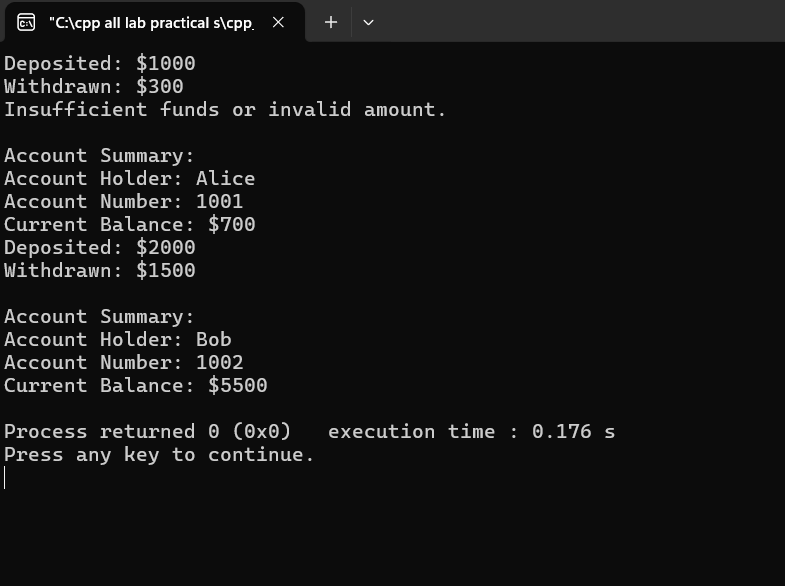 "C:\cpp all lab practical s\cpp_
Deposited: $1000
Withdrawn: $300
Insufficient funds or invalid amount.
Account Summary:
Account Holder: Alice
Account Number: 1001
Current Balance: $700
Deposited: $2000
Withdrawn: $1500
Account Summary:
Account Holder: Bob
Account Number: 1002
Current Balance: $5500
Process returned 0 (0x0)   execution time : 0.176 s
Press any key to continue.